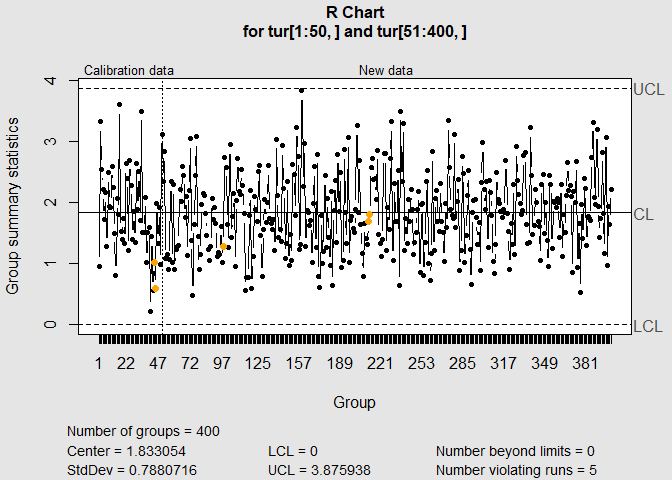 R Chart
for tur[1:50, ] and tur[51:400, ]
Calibration data New data
Group summary statistics
4
3
2
1
0
UCL
CL
LCL
1 22 47 72 97 125 157 189 221 253 285 317 349 381
Group
Number of groups = 400
Center = 1.833054 LCL = 0 Number beyond limits = 0
StdDev = 0.7880716 UCL = 3.875938 Number violating runs = 5